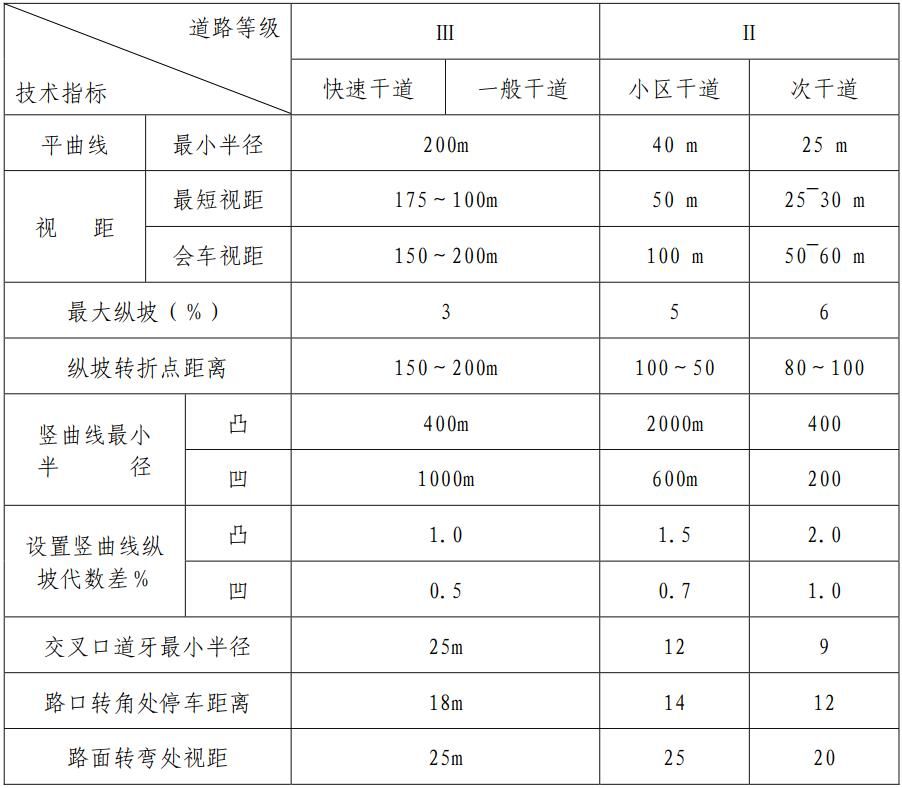 道路等级 III II
技术指标 快速干道 一般干道 小区干道 次干道
平曲线 最小半径 200m 40 m 25 m
视 距 最短视距 175~100m 50 m 25‾30 m
会车视距 150~200m 100 m 50‾60 m
最大纵坡(%) 3 5 6
纵坡转折点距离 150~200m 100~50 80~100
竖曲线最小 凸 400m 2000m 400
半 径 凹 1000m 600m 200
设置竖曲线纵 凸 1.0 1.5 2.0
坡代数差% 凹 0.5 0.7 1.0
交叉口道牙最小半径 25m 12 9
路口转角处停车距离 18m 14 12
路面转弯处视距 25m 25 20